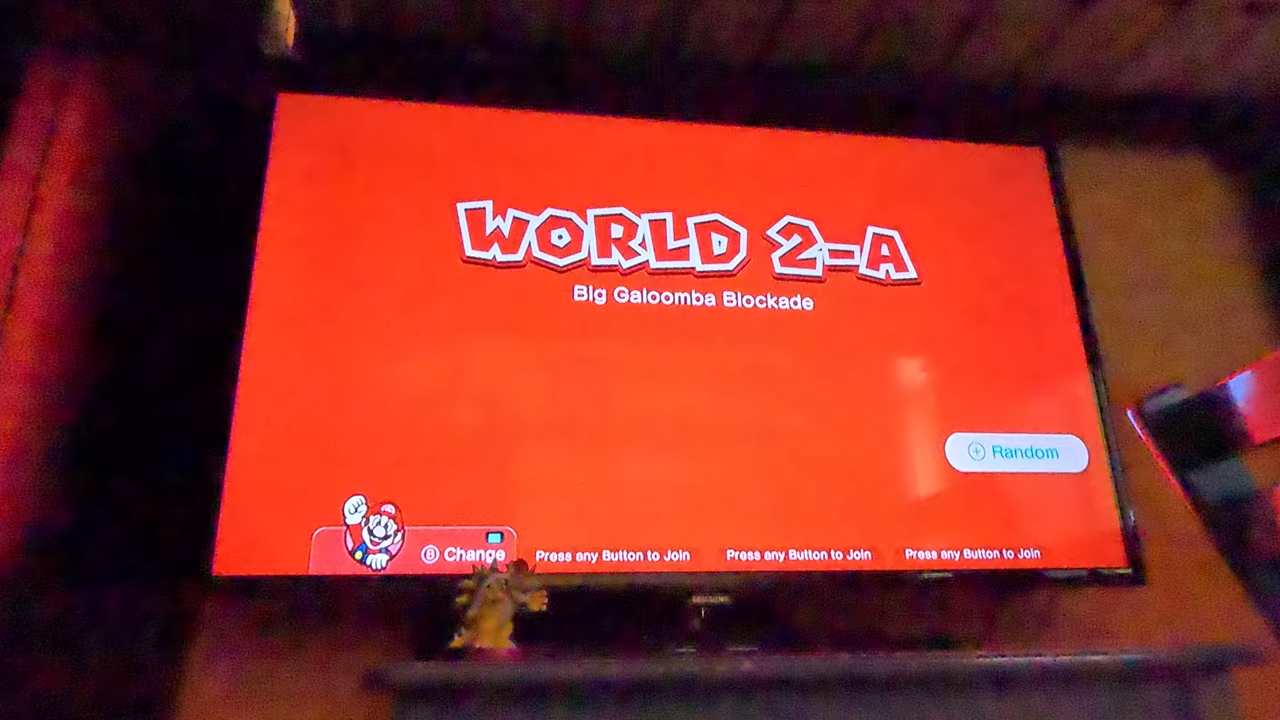 WORLD 2-A
Big Galoomba Blockade
+ Random
B Change
Press any Button to Join
Press any Button to Join
Press any Button to Join